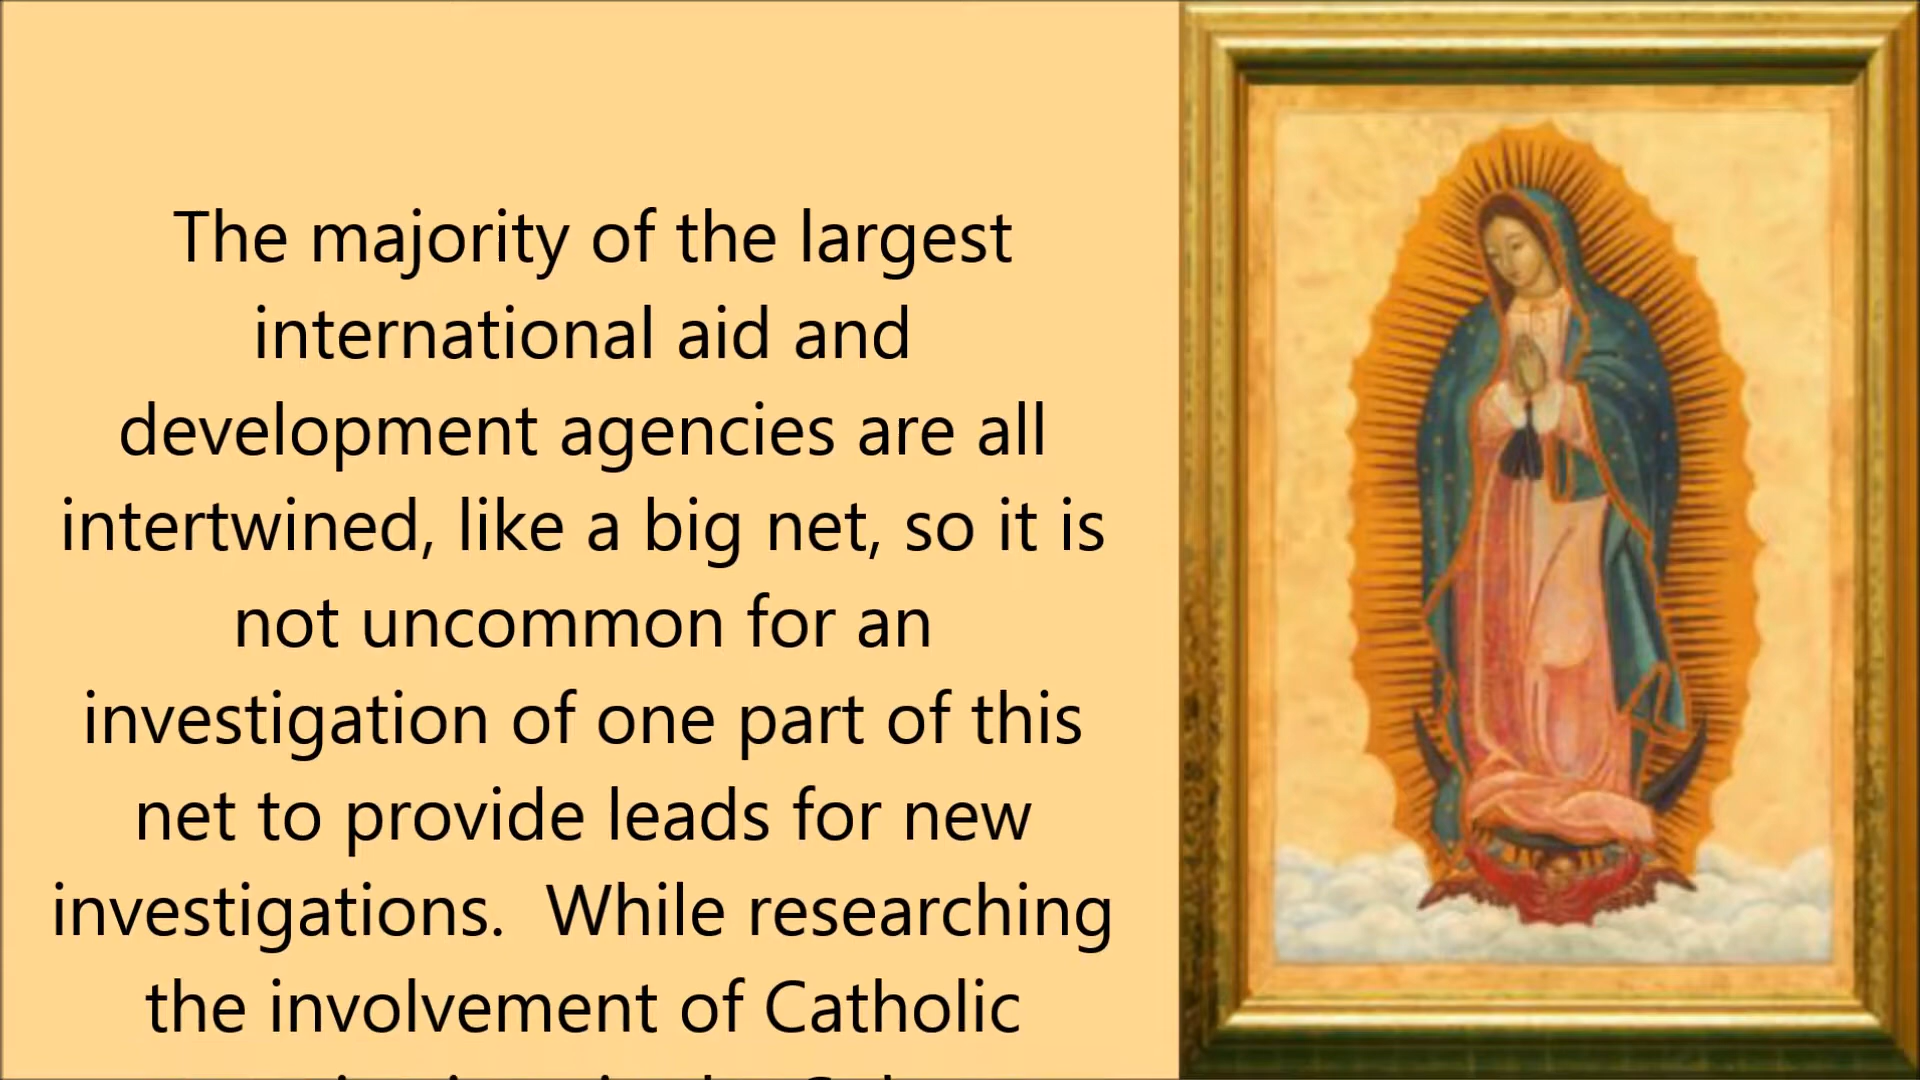 The majority of the largest
international aid and
development agencies are all
intertwined, like a big net, so it is
not uncommon for an
investigation of one part of this
net to provide leads for new
investigations.  While researching
the involvement of Catholic